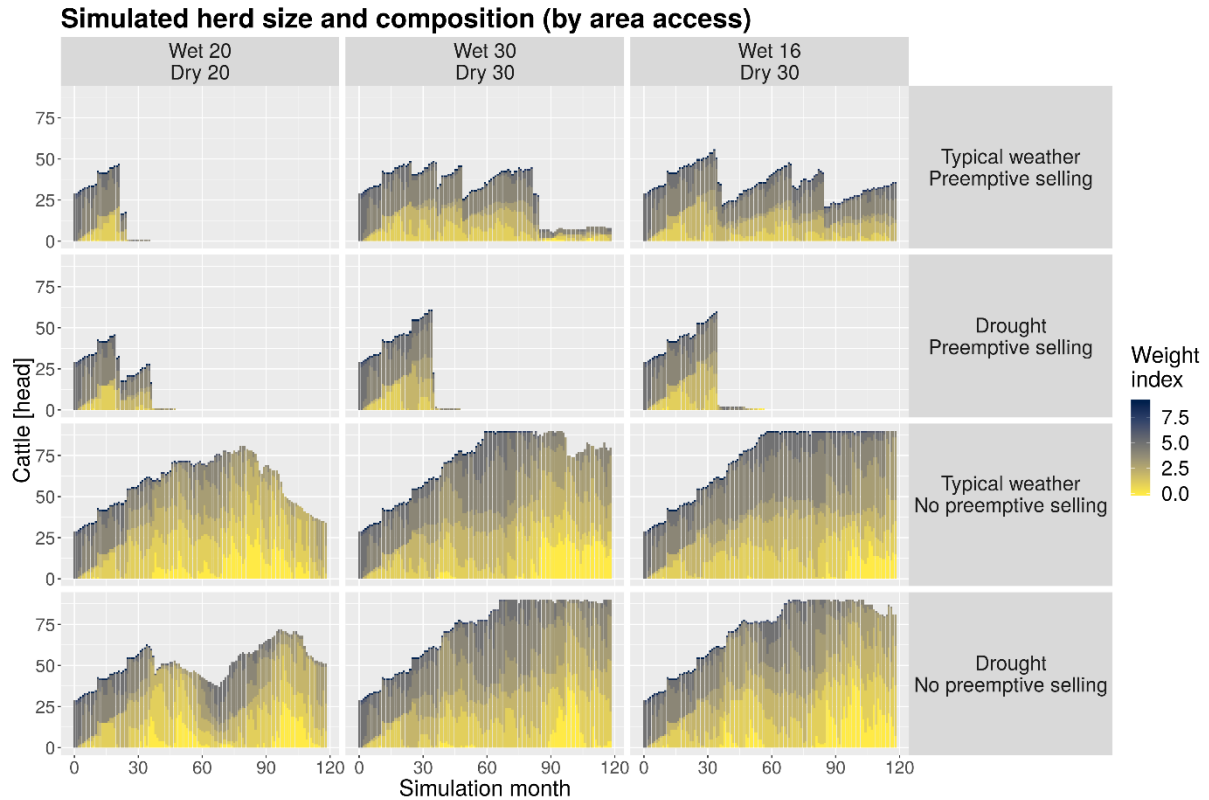 Simulated herd size and composition (by area access)
Wet 20
Dry 20
Wet 30
Dry 30
Wet 16
Dry 30
75
50
25
0
Typical weather
Preemptive selling
75
50
25
0
Drought
Preemptive selling
75
50
25
0
Typical weather
No preemptive selling
75
50
25
0
Drought
No preemptive selling
Cattle [head]
0 30 60 90 120
0 30 60 90 120
0 30 60 90 120
Simulation month
Weight
index
7.5
5.0
2.5
0.0